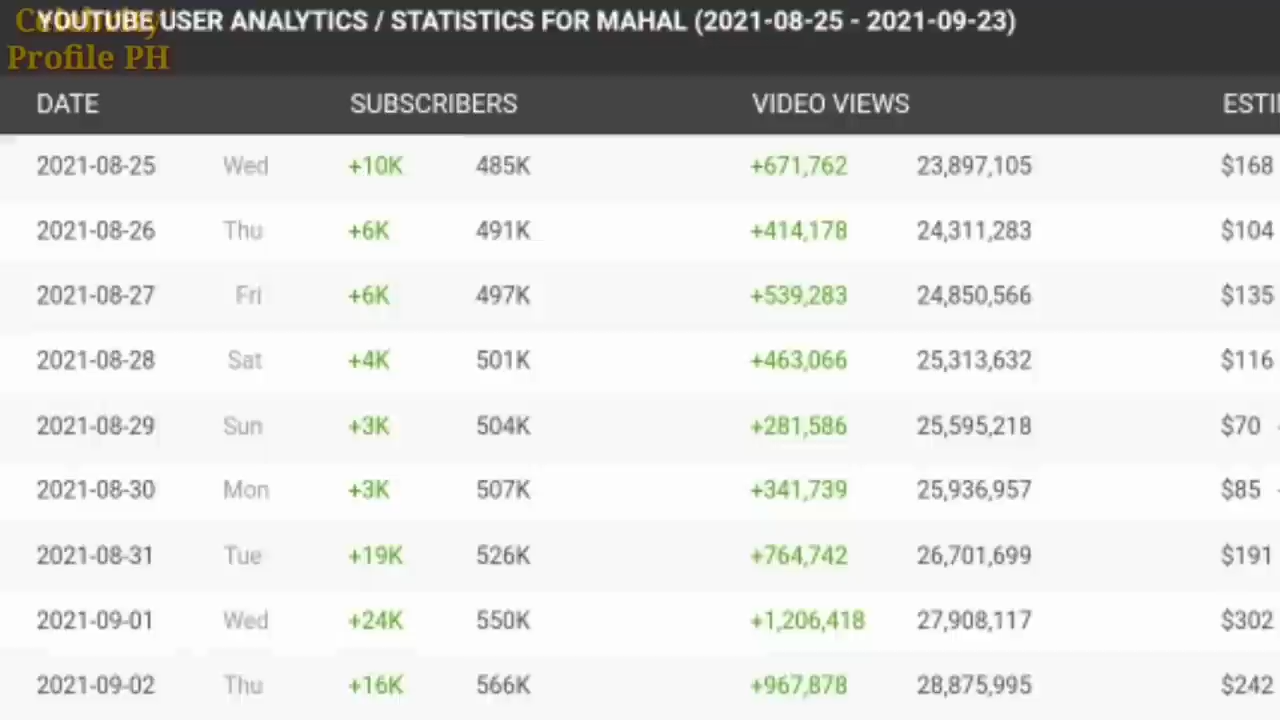 YOUTUBE USER ANALYTICS / STATISTICS FOR MAHAL (2021-08-25 - 2021-09-23)
Profile PH
DATE SUBSCRIBERS VIDEO VIEWS ESTI
2021-08-25 Wed +10K 485K +671,762 23,897,105 $168
2021-08-26 Thu +6K 491K +414,178 24,311,283 $104
2021-08-27 Fri +6K 497K +539,283 24,850,566 $135
2021-08-28 Sat +4K 501K +463,066 25,313,632 $116
2021-08-29 Sun +3K 504K +281,586 25,595,218 $70
2021-08-30 Mon +3K 507K +341,739 25,936,957 $85
2021-08-31 Tue +19K 526K +764,742 26,701,699 $191
2021-09-01 Wed +24K 550K +1,206,418 27,908,117 $302
2021-09-02 Thu +16K 566K +967,878 28,875,995 $242